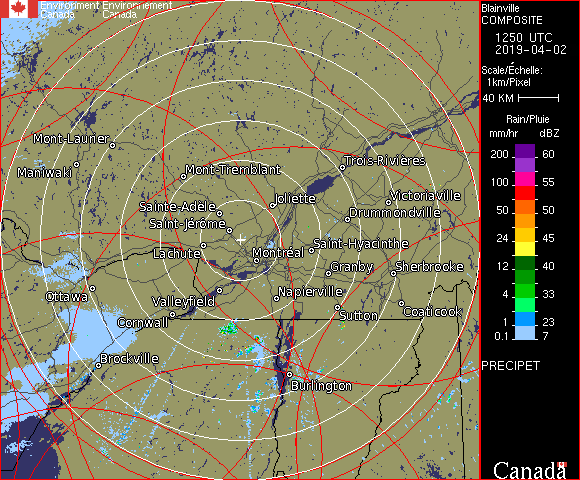 Environment Environnement
Canada Canada
Blainville
COMPOSITE
1250 UTC
2019-04-02
Scale/Échelle:
1km/Pixel
40 KM
Rain/Pluie
mm/hr dBZ
200 60
100 55
50 50
24 45
12 40
4 33
1 23
0.1 7
PRECIPET
Mont-Laurier
Maniwaki
Mont-Tremblant
Trois-Rivières
Joliette
Victoriaville
Sainte-Adèle
Drummondville
Saint-Jérôme
Lachute
Saint-Hyacinthe
Montréal
Granby
Sherbrooke
Ottawa
Valleyfield
Napierville
Coaticook
Cornwall
Sutton
Brockville
Burlington
Canada